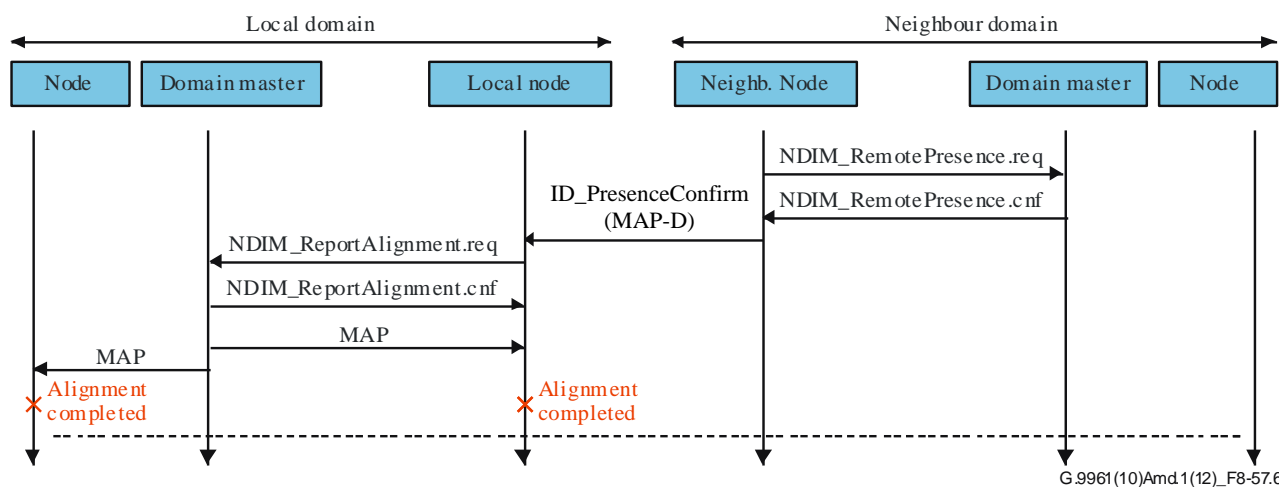 Local domain
Neighbour domain
Node
Domain master
Local node
Neighb. Node
Domain master
Node
NDIM_RemotePresence.req
ID_PresenceConfirm
(MAP-D)
NDIM_RemotePresence.cnf
NDIM_ReportAlignment.req
NDIM_ReportAlignment.cnf
MAP
MAP
Alignment
completed
Alignment
completed
G.9961(10)Amd.1(12)_F8-57.6